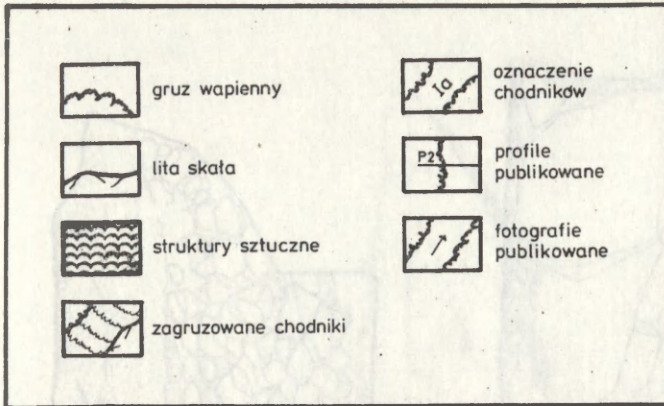 gruz wapienny
lita skała
struktury sztuczne
zagruzowane chodniki
Ia
oznaczenie
chodników
P2
profile
publikowane
fotografie
publikowane